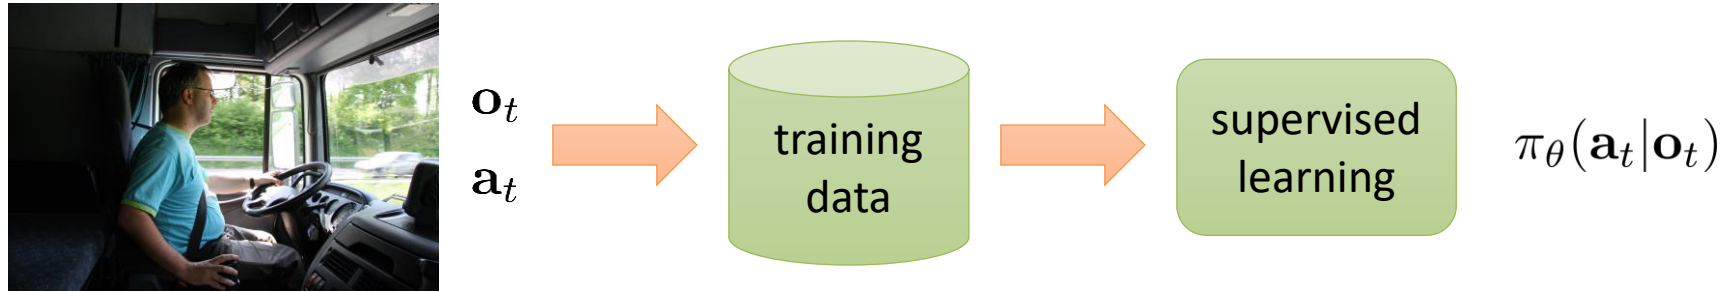 o_t
a_t
training
data
supervised
learning
π_θ(a_t|o_t)